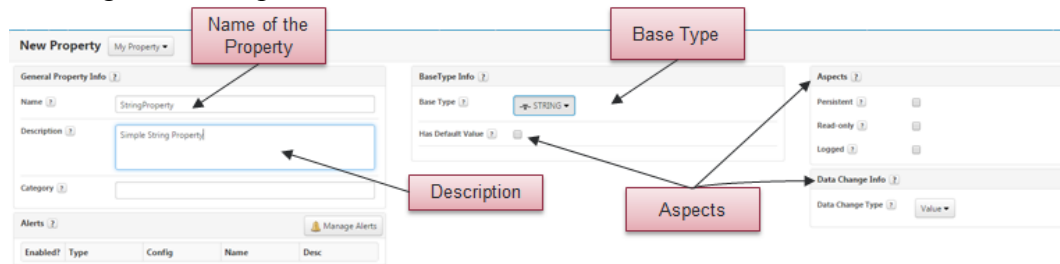 Name of the
Property
Base Type
New Property My Property
General Property Info ?
BaseType Info ?
Aspects ?
Name ? StringProperty
Base Type ? STRING
Persistent ?
Description ? Simple String Property
Has Default Value ?
Read-only ?
Logged ?
Category ?
Description
Aspects
Data Change Info ?
Data Change Type ? Value
Alerts ? Manage Alerts
Enabled? Type Config Name Desc